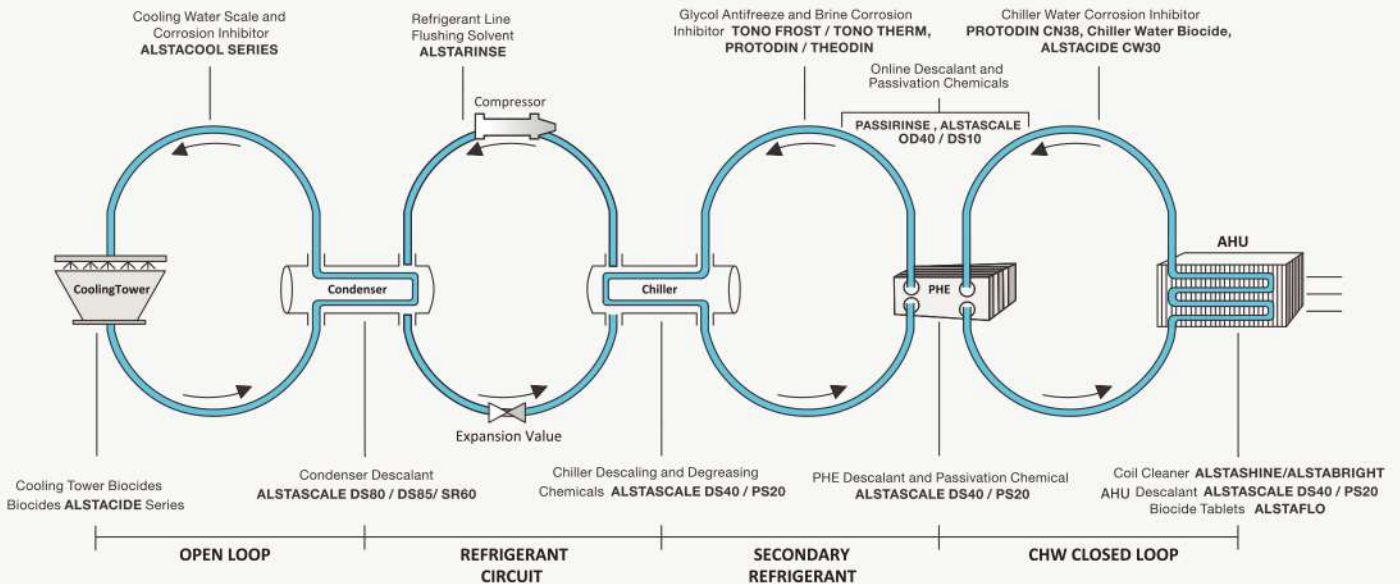 Cooling Water Scale and
Corrosion Inhibitor
ALSTACOOL SERIES
Refrigerant Line
Flushing Solvent
ALSTARINSE
Glycol Antifreeze and Brine Corrosion
Inhibitor TONO FROST / TONO THERM,
PROTODIN / THEODIN
Chiller Water Corrosion Inhibitor
PROTODIN CN38, Chiller Water Biocide,
ALSTACIDE CW30
Online Descalant and
Passivation Chemicals
PASSIRINSE , ALSTASCALE
OD40 / DS10
Compressor
CoolingTower
Condenser
Chiller
PHE
AHU
Expansion Value
Cooling Tower Biocides
Biocides ALSTACIDE Series
Condenser Descalant
ALSTASCALE DS80 / DS85/ SR60
Chiller Descaling and Degreasing
Chemicals ALSTASCALE DS40 / PS20
PHE Descalant and Passivation Chemical
ALSTASCALE DS40 / PS20
Coil Cleaner ALSTASHINE/ALSTABRIGHT
AHU Descalant ALSTASCALE DS40 / PS20
Biocide Tablets ALSTAFLO
OPEN LOOP
REFRIGERANT
CIRCUIT
SECONDARY
REFRIGERANT
CHW CLOSED LOOP